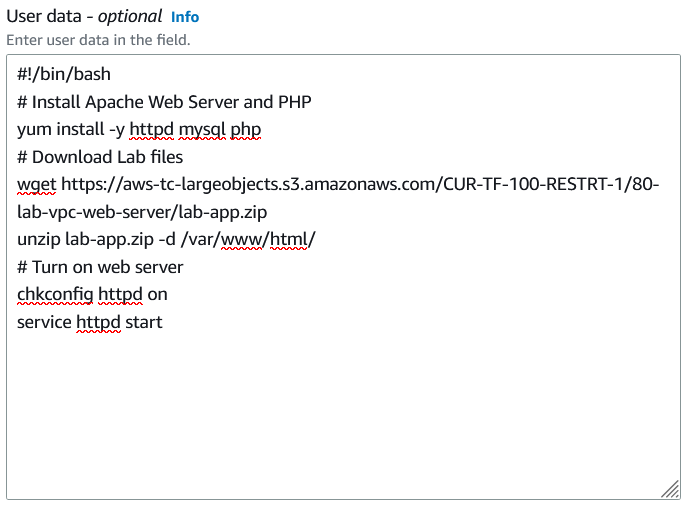 User data - optional Info
Enter user data in the field.
#!/bin/bash
# Install Apache Web Server and PHP
yum install -y httpd mysql php
# Download Lab files
wget https://aws-tc-largeobjects.s3.amazonaws.com/CUR-TF-100-RESTRT-1/80-
lab-vpc-web-server/lab-app.zip
unzip lab-app.zip -d /var/www/html/
# Turn on web server
chkconfig httpd on
service httpd start